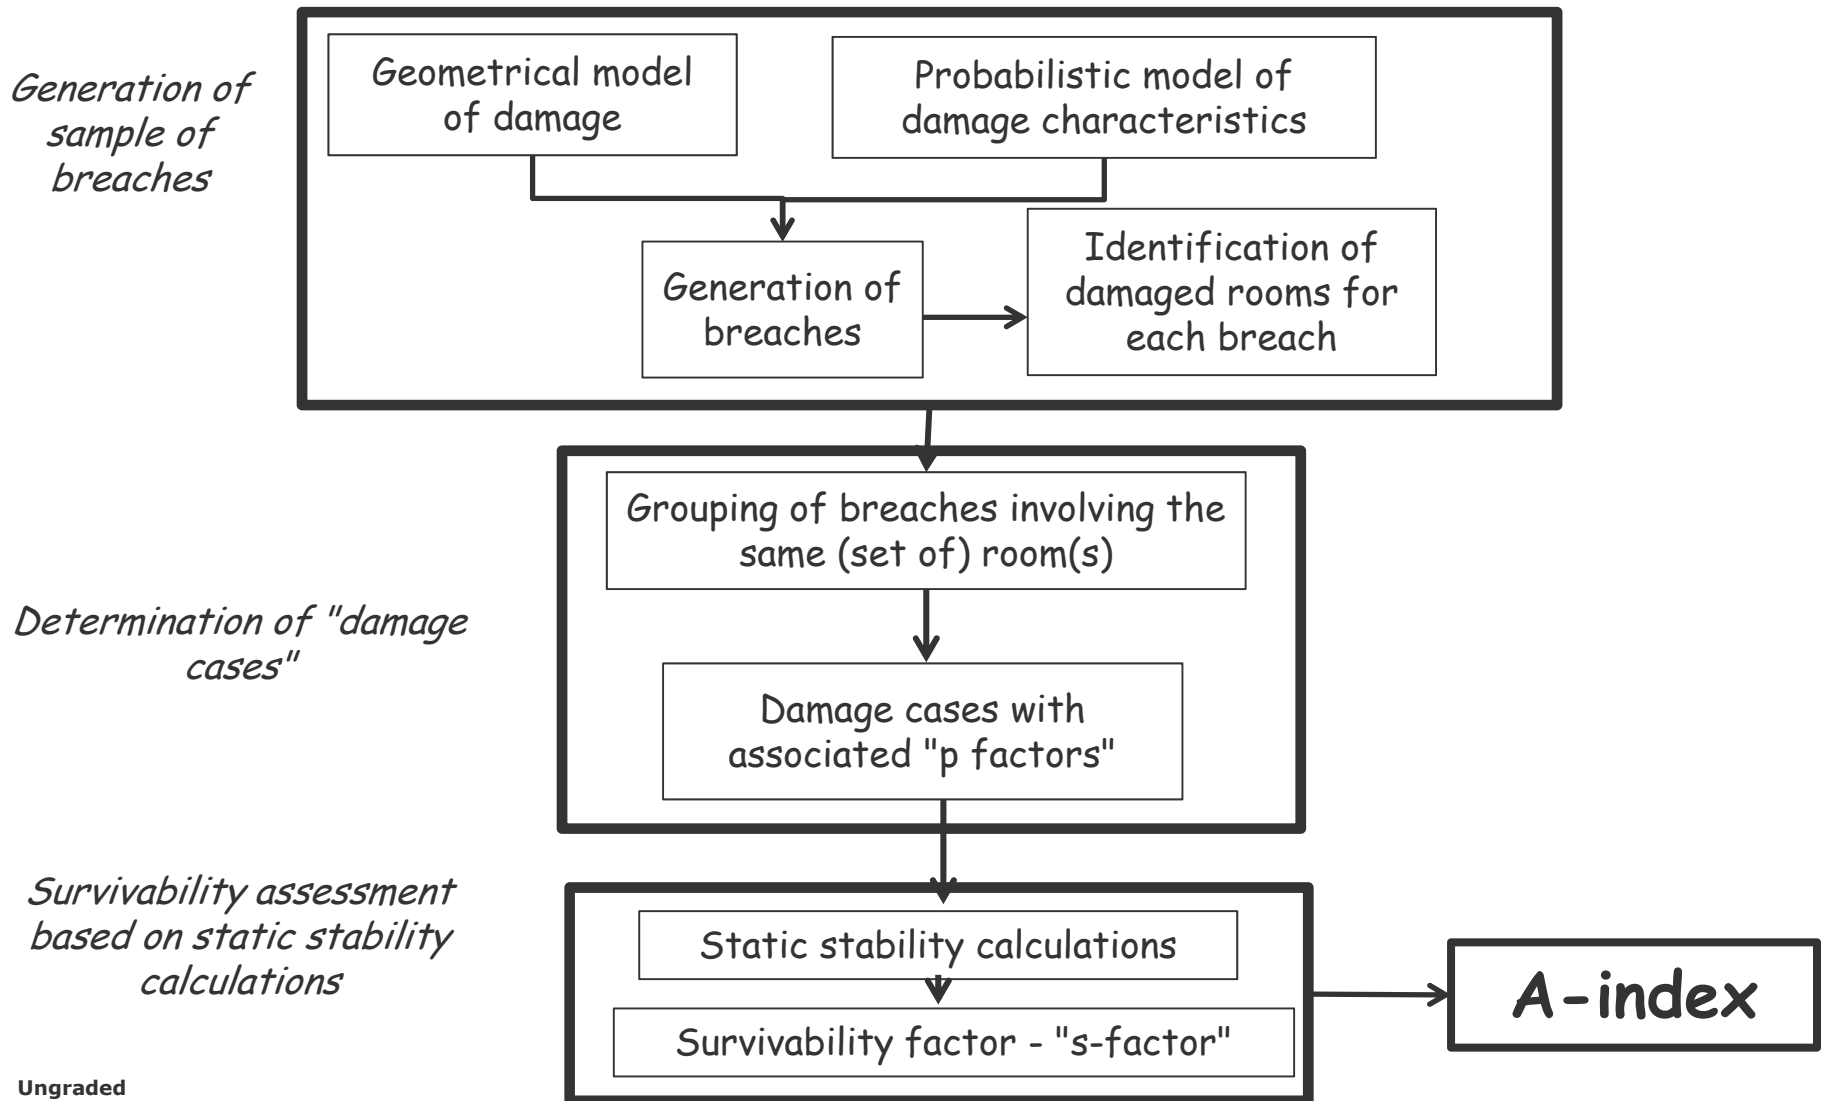 Generation of
sample of
breaches
Geometrical model
of damage
Probabilistic model of
damage characteristics
Generation of
breaches
Identification of
damaged rooms for
each breach
Determination of "damage
cases"
Grouping of breaches involving the
same (set of) room(s)
Damage cases with
associated "p factors"
Survivability assessment
based on static stability
calculations
Static stability calculations
Survivability factor - "s-factor"
A-index
Ungraded